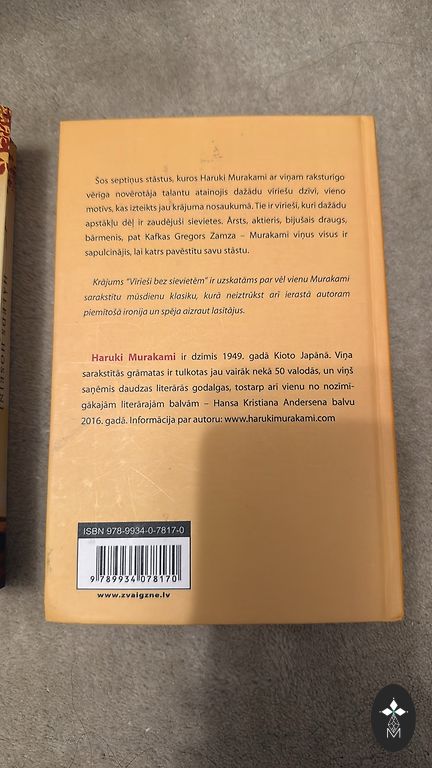 Šos septiņus stāstus, kuros Haruki Murakami ar viņam raksturīgo
vērīga novērotāja talantu atainojis dažādu vīriešu dzīvi, vieno
motīvs, kas izteikts jau krājuma nosaukumā. Tie ir vīrieši, kuri dažādu
apstākļu dēļ ir zaudējuši sievietes. Ārsts, aktieris, bijušais draugs,
bārmenis, pat Kafkas Gregors Zamza – Murakami viņus visus ir
sapulcinājis, lai katrs pavēstītu savu stāstu.
Krājums "Vīrieši bez sievietēm" ir uzskatāms par vēl vienu Murakami
sarakstītu mūsdienu klasiku, kurā neiztrūkst arī ierastā autoram
piemītošā ironija un spēja aizraut lasītājus.
Haruki Murakami ir dzimis 1949. gadā Kioto Japānā. Viņa
sarakstītās grāmatas ir tulkotas jau vairāk nekā 50 valodās, un viņš
saņēmis daudzas literārās godalgas, tostarp arī vienu no nozīmī-
gākajām literārajām balvām – Hansa Kristiana Andersena balvu
2016. gadā. Informācija par autoru: www.harukimurakami.com
ISBN 978-9934-0-7817-0
9 789934 078170
www.zvaigzne.lv
M